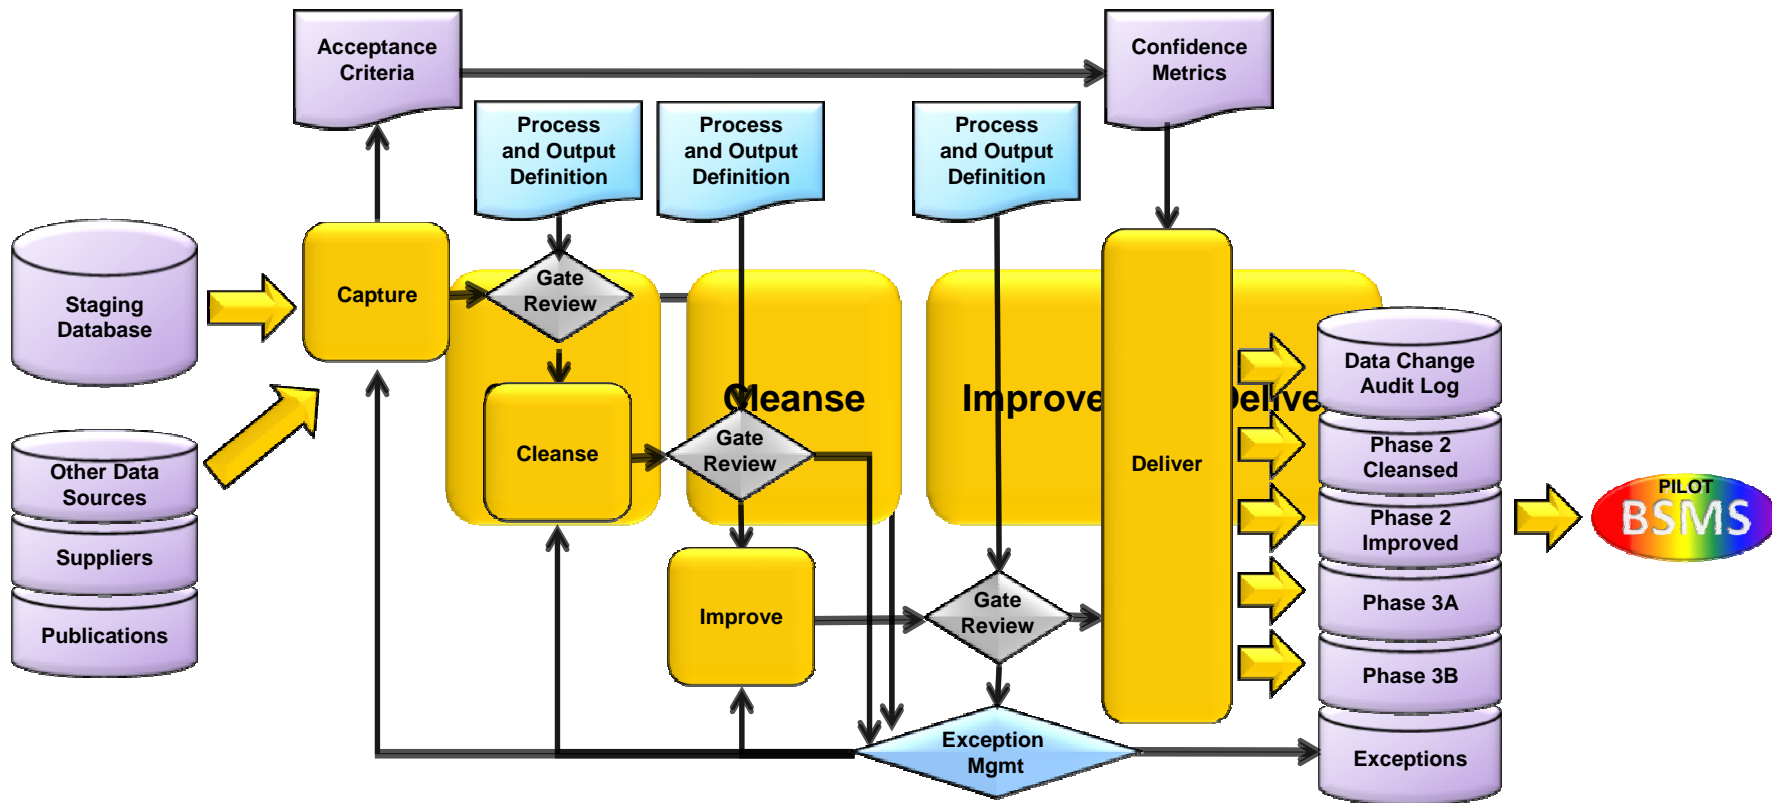 Acceptance
Criteria
Confidence
Metrics
Process
and Output
Definition
Process
and Output
Definition
Process
and Output
Definition
Staging
Database
Capture
Gate
Review
Cleanse
Improve
Deliver
Cleanse
Gate
Review
Deliver
Other Data
Sources
Suppliers
Publications
Improve
Gate
Review
Exception
Mgmt
Data Change
Audit Log
Phase 2
Cleansed
Phase 2
Improved
Phase 3A
Phase 3B
Exceptions
PILOT
BSMS